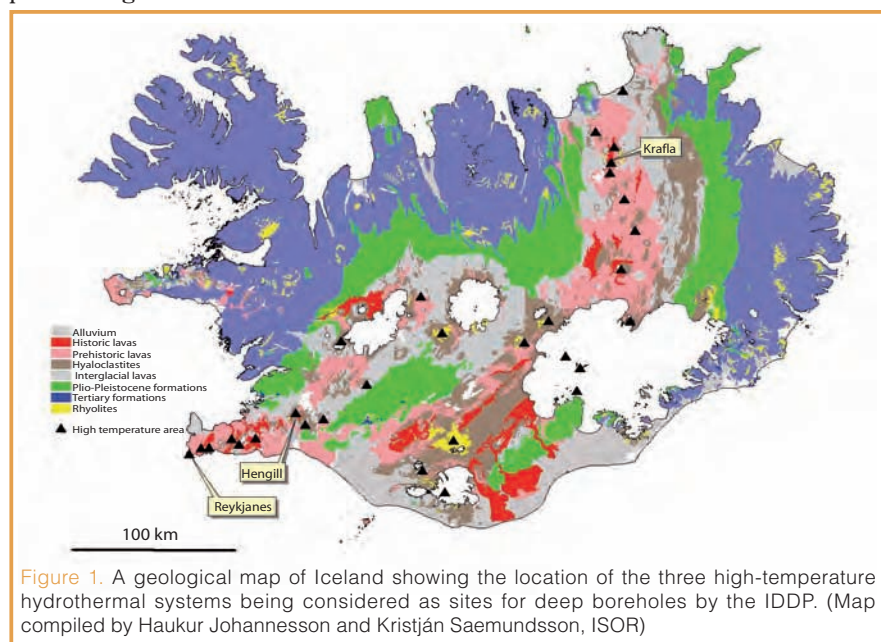 Krafla
Alluvium
Historic lavas
Prehistoric lavas
Hyaloclastites
Interglacial lavas
Plio-Pleistocene formations
Tertiary formations
Rhyolites
High temperature area
Hengill
Reykjanes
100 km
Figure 1. A geological map of Iceland showing the location of the three high-temperature
hydrothermal systems being considered as sites for deep boreholes by the IDDP. (Map
compiled by Haukur Johannesson and Kristján Saemundsson, ISOR)